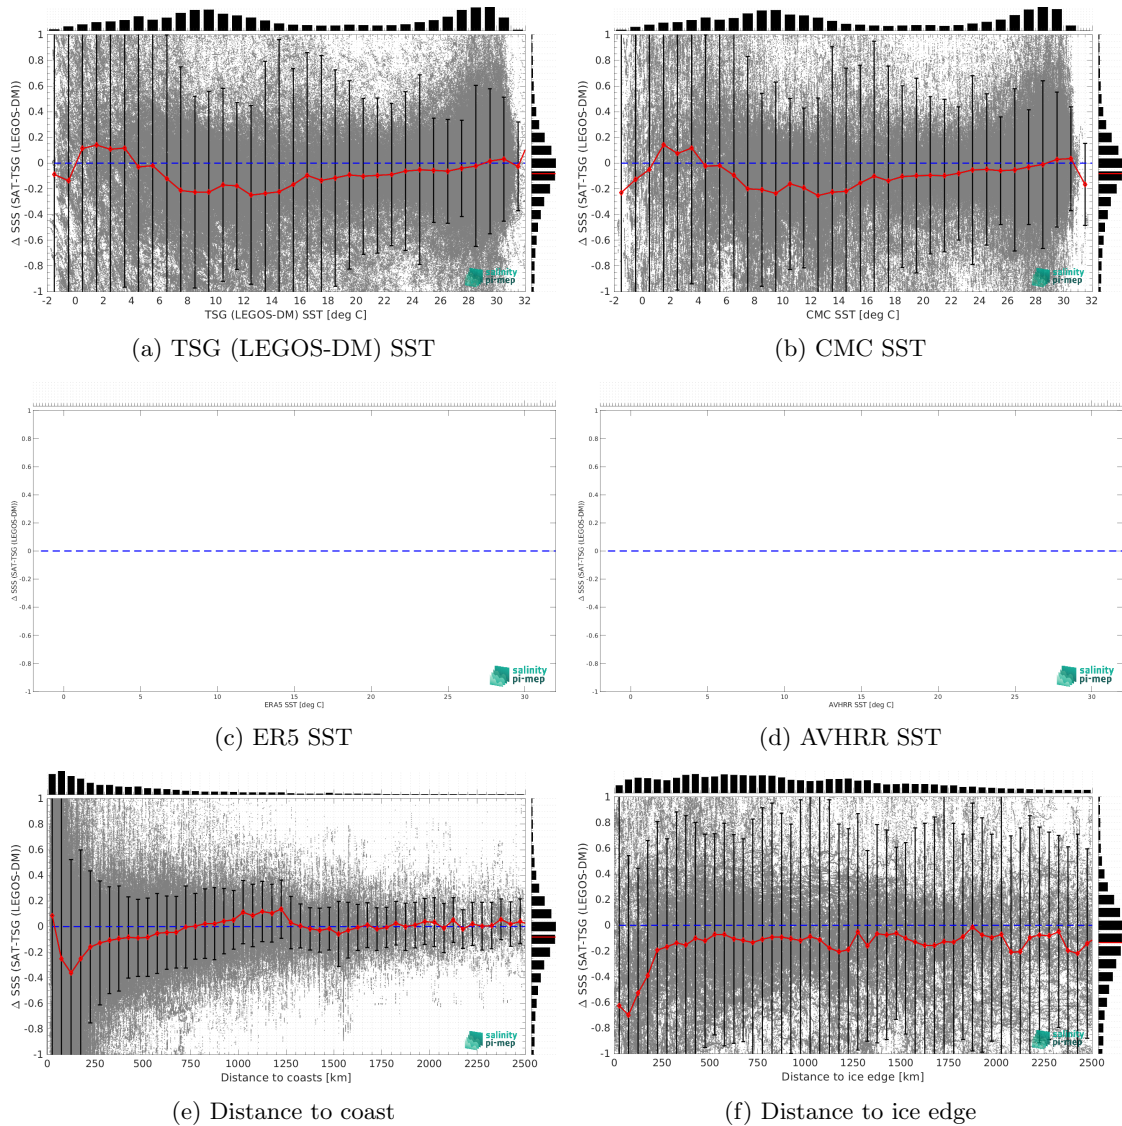 1
0.8
0.6
0.4
0.2
0
-0.2
-0.4
-0.6
-0.8
-1
Δ SSS (SAT-TSG (LEGOS-DM))
salinity
pi-mep
-2 0 2 4 6 8 10 12 14 16 18 20 22 24 26 28 30 32
TSG (LEGOS-DM) SST [deg C]
(a) TSG (LEGOS-DM) SST
1
0.8
0.6
0.4
0.2
0
-0.2
-0.4
-0.6
-0.8
-1
Δ SSS (SAT-TSG (LEGOS-DM))
salinity
pi-mep
-2 0 2 4 6 8 10 12 14 16 18 20 22 24 26 28 30 32
CMC SST [deg C]
(b) CMC SST
1
0.8
0.6
0.4
0.2
0
-0.2
-0.4
-0.6
-0.8
-1
Δ SSS (SAT-TSG (LEGOS-DM))
salinity
pi-mep
0 5 10 15 20 25 30
ERA5 SST [deg C]
(c) ER5 SST
1
0.8
0.6
0.4
0.2
0
-0.2
-0.4
-0.6
-0.8
-1
Δ SSS (SAT-TSG (LEGOS-DM))
salinity
pi-mep
0 5 10 15 20 25 30
AVHRR SST [deg C]
(d) AVHRR SST
1
0.8
0.6
0.4
0.2
0
-0.2
-0.4
-0.6
-0.8
-1
Δ SSS (SAT-TSG (LEGOS-DM))
salinity
pi-mep
0 250 500 750 1000 1250 1500 1750 2000 2250 2500
Distance to coasts [km]
(e) Distance to coast
1
0.8
0.6
0.4
0.2
0
-0.2
-0.4
-0.6
-0.8
-1
Δ SSS (SAT-TSG (LEGOS-DM))
salinity
pi-mep
0 250 500 750 1000 1250 1500 1750 2000 2250 2500
Distance to ice edge [km]
(f) Distance to ice edge